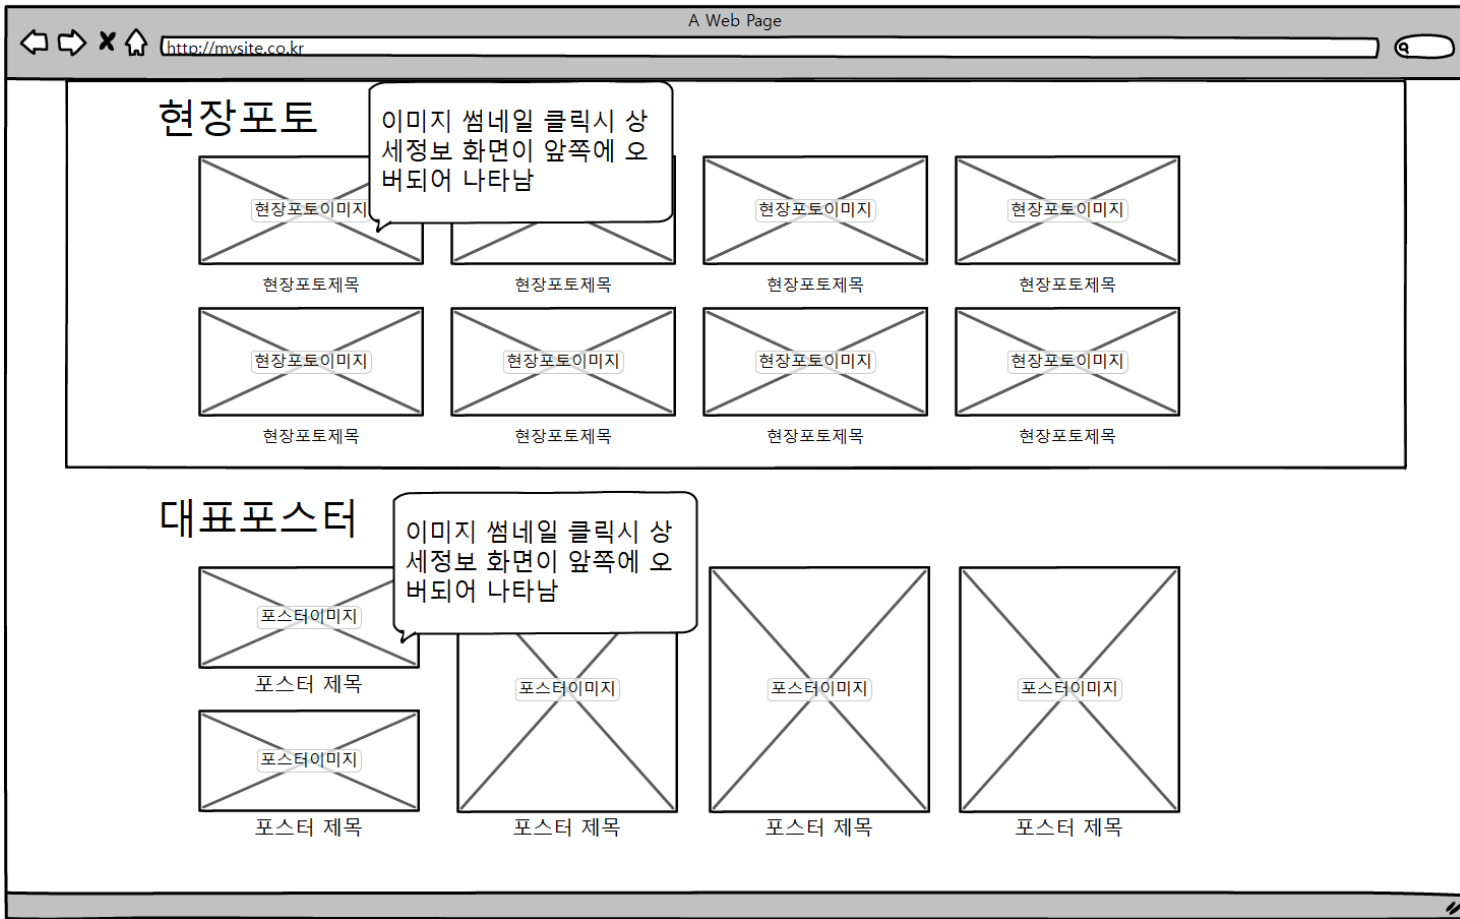 A Web Page
http://mysite.co.kr
현장포토
이미지 썸네일 클릭시 상
세정보 화면이 앞쪽에 오
버되어 나타남
현장포토이미지
현장포토이미지
현장포토이미지
현장포토제목
현장포토제목
현장포토제목
현장포토제목
현장포토이미지
현장포토이미지
현장포토이미지
현장포토이미지
현장포토제목
현장포토제목
현장포토제목
현장포토제목
대표포스터
이미지 썸네일 클릭시 상
세정보 화면이 앞쪽에 오
버되어 나타남
포스터이미지
포스터 제목
포스터이미지
포스터이미지
포스터이미지
포스터이미지
포스터 제목
포스터 제목
포스터 제목
포스터 제목